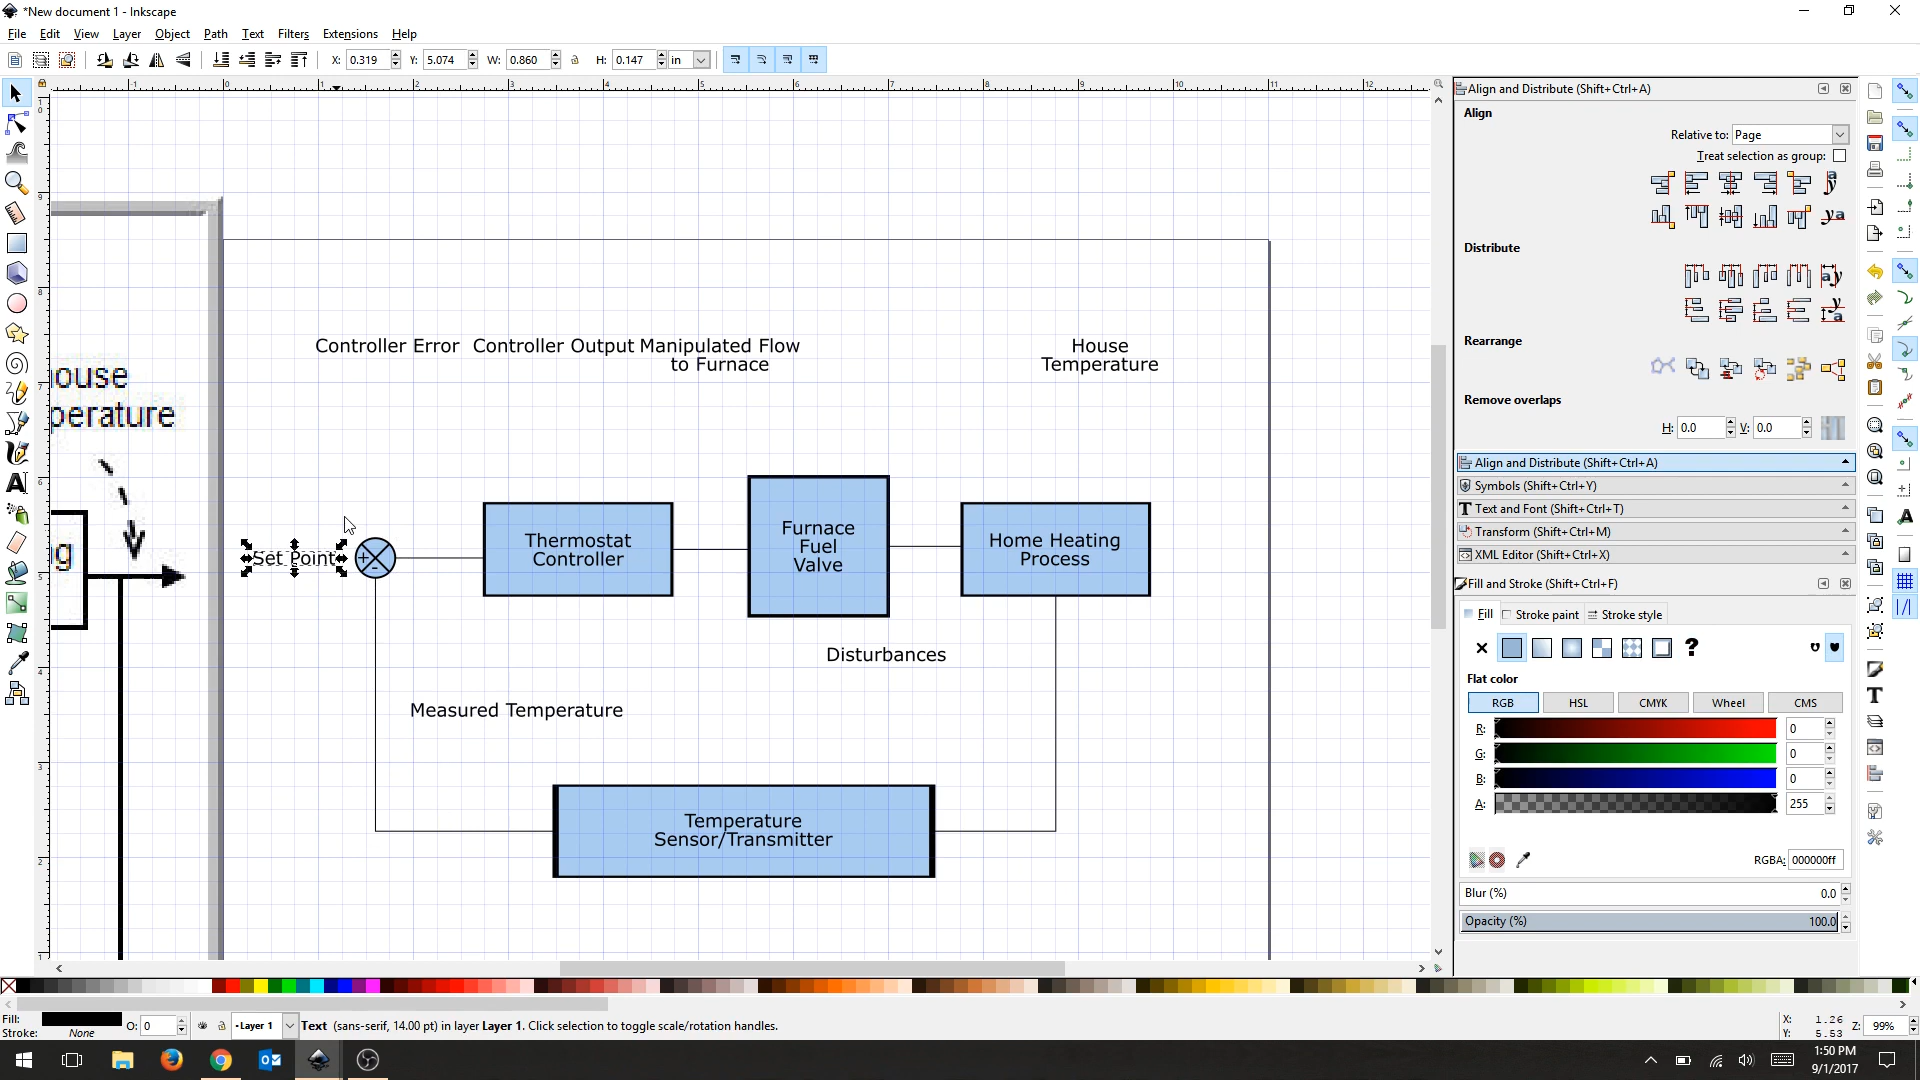 *New document 1 - Inkscape
File Edit View Layer Object Path Text Filters Extensions Help
X: 0.319 Y: 5.074 W: 0.860 H: 0.147 in
Align and Distribute (Shift+Ctrl+A)
Align
Relative to: Page
Treat selection as group:
Distribute
Rearrange
Remove overlaps
H: 0.0 V: 0.0
Align and Distribute (Shift+Ctrl+A)
Symbols (Shift+Ctrl+Y)
Text and Font (Shift+Ctrl+T)
Transform (Shift+Ctrl+M)
XML Editor (Shift+Ctrl+X)
Fill and Stroke (Shift+Ctrl+F)
Fill Stroke paint Stroke style
Flat color
RGB HSL CMYK Wheel CMS
R: 0
G: 0
B: 0
A: 255
RGBA: 000000ff
Blur (%) 0.0
Opacity (%) 100.0
ouse
perature
g
Controller Error Controller Output Manipulated Flow
to Furnace
House
Temperature
Set Point
+
-
Thermostat
Controller
Furnace
Fuel
Valve
Home Heating
Process
Disturbances
Measured Temperature
Temperature
Sensor/Transmitter
Fill:
Stroke: None
O: 0
Layer 1
Text (sans-serif, 14.00 pt) in layer Layer 1. Click selection to toggle scale/rotation handles.
X: 1.26
Y: 5.53
Z: 99%
1:50 PM
9/1/2017